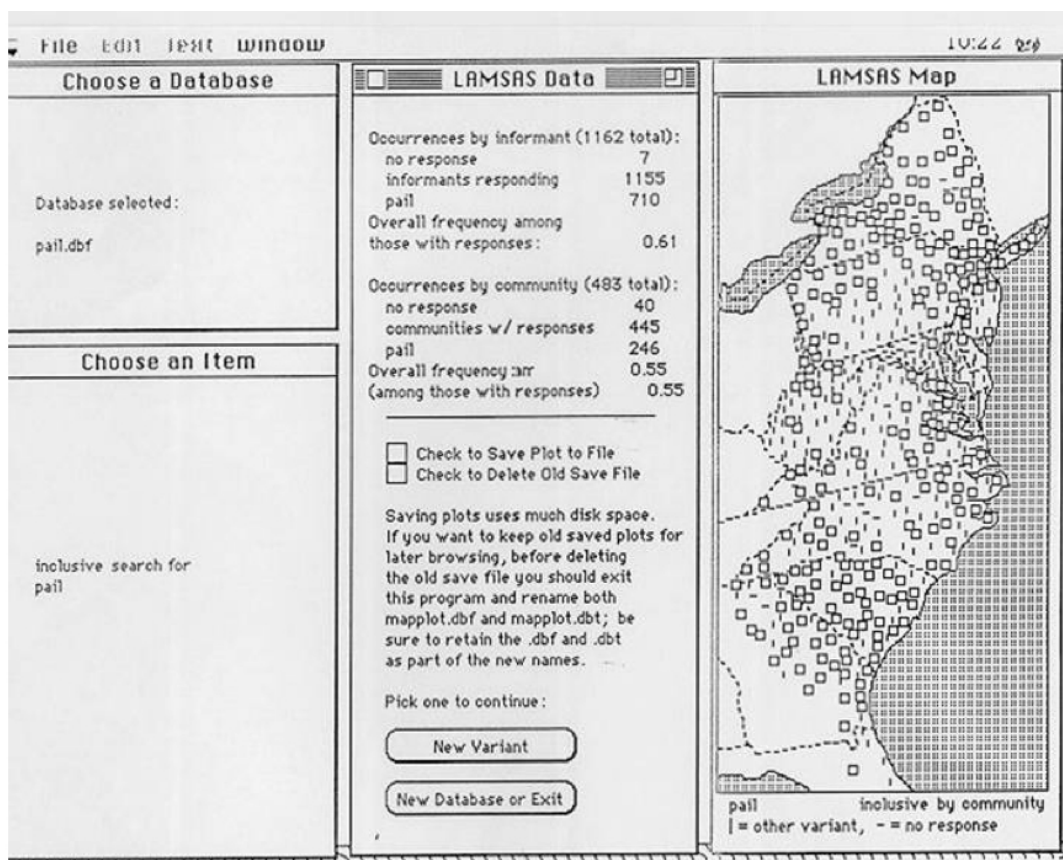 File Edit Text Window
10:22
Choose a Database
Database selected:
pail.dbf
Choose an Item
inclusive search for
pail
LAMSAS Data
Occurrences by informant (1162 total):
no response 7
informants responding 1155
pail 710
Overall frequency among
those with responses: 0.61
Occurrences by community (483 total):
no response 40
communities w/ responses 445
pail 246
Overall frequency 0.55
(among those with responses) 0.55
Check to Save Plot to File
Check to Delete Old Save File
Saving plots uses much disk space.
If you want to keep old saved plots for
later browsing, before deleting
the old save file you should exit
this program and rename both
mapplot.dbf and mapplot.dbt; be
sure to retain the .dbf and .dbt
as part of the new names.
Pick one to continue:
New Variant
New Database or Exit
LAMSAS Map
pail inclusive by community
| = other variant, - = no response